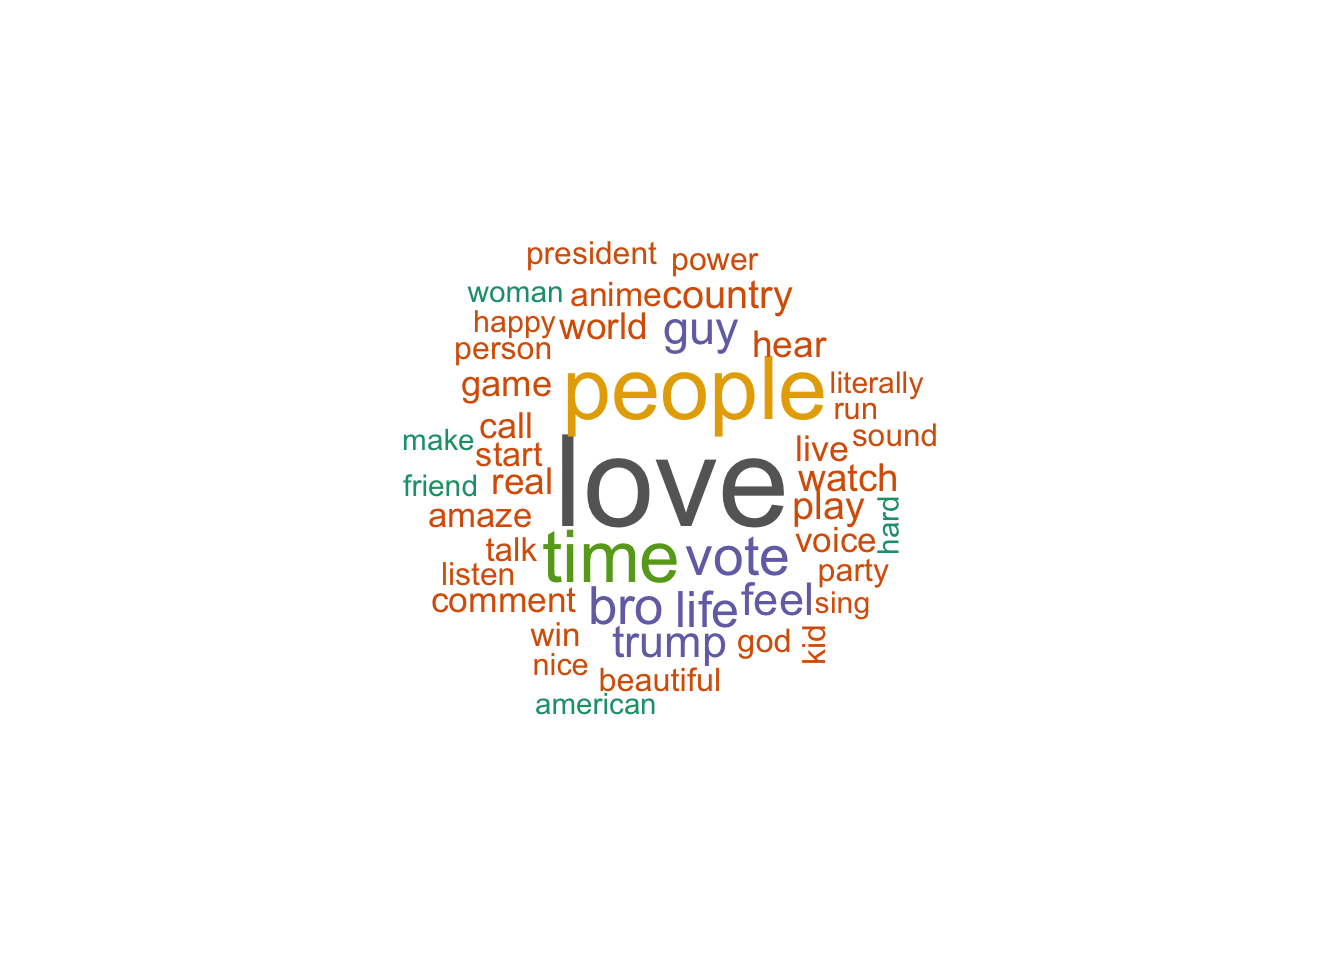 president power
woman anime country
happy world guy
person hear
game people literally
run
call sound
make start love live
friend real watch
amaze play hard
talk time vote voice
listen party
comment bro life feel sing
win trump god kid
nice
beautiful
american